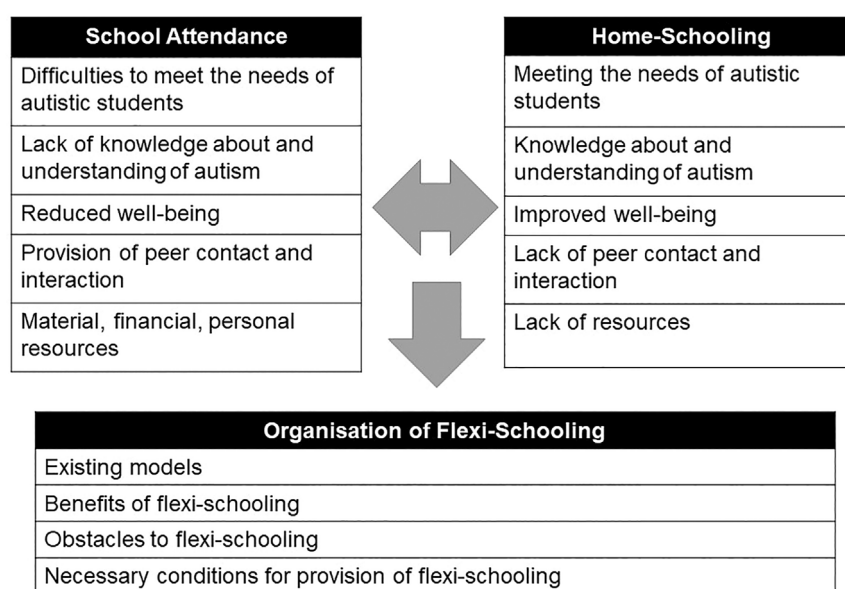 School Attendance
Difficulties to meet the needs of
autistic students
Lack of knowledge about and
understanding of autism
Reduced well-being
Provision of peer contact and
interaction
Material, financial, personal
resources
Home-Schooling
Meeting the needs of autistic
students
Knowledge about and
understanding of autism
Improved well-being
Lack of peer contact and
interaction
Lack of resources
Organisation of Flexi-Schooling
Existing models
Benefits of flexi-schooling
Obstacles to flexi-schooling
Necessary conditions for provision of flexi-schooling